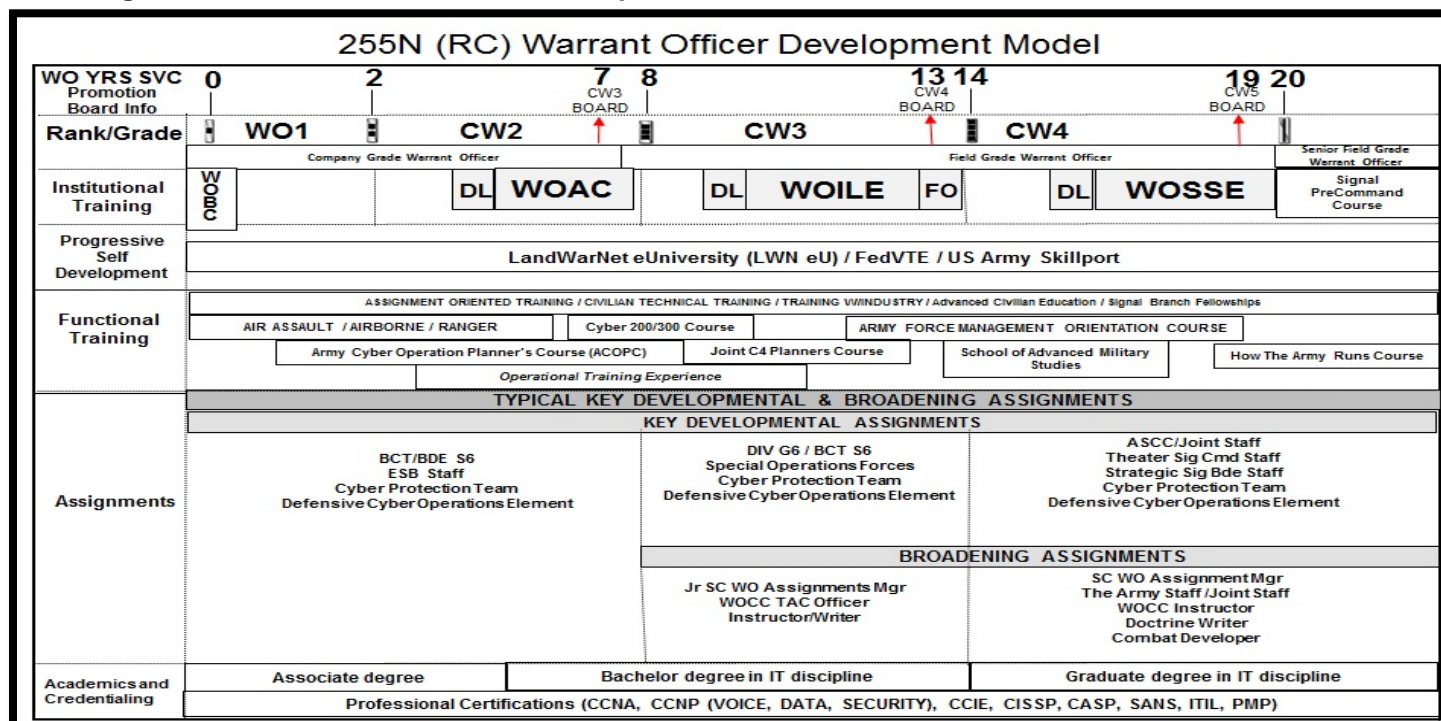 255N (RC) Warrant Officer Development Model
WO YRS SVC 0 2 7 8 13 14 19 20
Promotion
Board Info
CW3
BOARD
CW4
BOARD
CW5
BOARD
Rank/Grade WO1 CW2 CW3 CW4
Company Grade Warrant Officer
Field Grade Warrant Officer
Senior Field Grade
Warrant Officer
Institutional
Training
WOBC
DL WOAC
DL WOILE FO
DL WOSSE
Signal
PreCommand
Course
Progressive
Self
Development
LandWarNet eUniversity (LWN eU) / FedVTE / US Army Skillport
Functional
Training
ASSIGNMENT ORIENTED TRAINING / CIVILIAN TECHNICAL TRAINING / TRAINING W/INDUSTRY / Advanced Civilian Education / Signal Branch Fellowships
AIR ASSAULT / AIRBORNE / RANGER
Cyber 200/300 Course
ARMY FORCE MANAGEMENT ORIENTATION COURSE
Army Cyber Operation Planner's Course (ACOPC)
Joint C4 Planners Course
School of Advanced Military
Studies
How The Army Runs Course
Operational Training Experience
Assignments
TYPICAL KEY DEVELOPMENTAL & BROADENING ASSIGNMENTS
KEY DEVELOPMENTAL ASSIGNMENTS
BCT/BDE S6
ESB Staff
Cyber Protection Team
Defensive Cyber Operations Element
DIV G6 / BCT S6
Special Operations Forces
Cyber Protection Team
Defensive Cyber Operations Element
ASCC/Joint Staff
Theater Sig Cmd Staff
Strategic Sig Bde Staff
Cyber Protection Team
Defensive Cyber Operations Element
BROADENING ASSIGNMENTS
Jr SC WO Assignments Mgr
WOCC TAC Officer
Instructor/Writer
SC WO Assignment Mgr
The Army Staff /Joint Staff
WOCC Instructor
Doctrine Writer
Combat Developer
Academics and
Credentialing
Associate degree
Bachelor degree in IT discipline
Graduate degree in IT discipline
Professional Certifications (CCNA, CCNP (VOICE, DATA, SECURITY), CCIE, CISSP, CASP, SANS, ITIL, PMP)